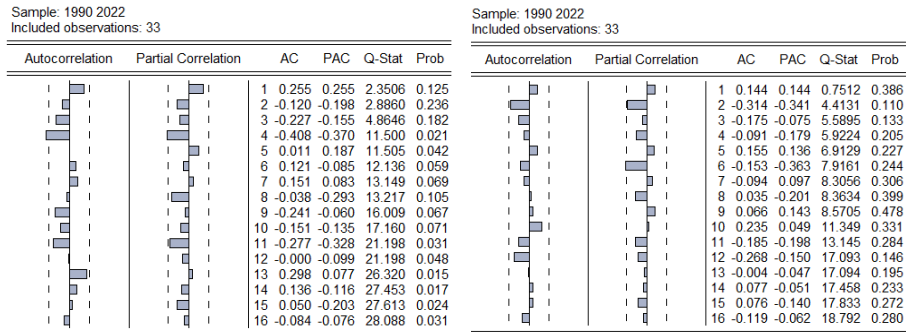 Sample: 1990 2022
Included observations: 33
Autocorrelation Partial Correlation AC PAC Q-Stat Prob
1 0.255 0.255 2.3506 0.125
2 -0.120 -0.198 2.8860 0.236
3 -0.227 -0.155 4.8646 0.182
4 -0.408 -0.370 11.500 0.021
5 0.011 0.187 11.505 0.042
6 0.121 -0.085 12.136 0.059
7 0.151 0.083 13.149 0.069
8 -0.038 -0.293 13.217 0.105
9 -0.241 -0.060 16.009 0.067
10 -0.151 -0.135 17.160 0.071
11 -0.277 -0.328 21.198 0.031
12 -0.000 -0.099 21.198 0.048
13 0.298 0.077 26.320 0.015
14 0.136 -0.116 27.453 0.017
15 0.050 -0.203 27.613 0.024
16 -0.084 -0.076 28.088 0.031
Sample: 1990 2022
Included observations: 33
Autocorrelation Partial Correlation AC PAC Q-Stat Prob
1 0.144 0.144 0.7512 0.386
2 -0.314 -0.341 4.4131 0.110
3 -0.175 -0.075 5.5895 0.133
4 -0.091 -0.179 5.9224 0.205
5 0.155 0.136 6.9129 0.227
6 -0.153 -0.363 7.9161 0.244
7 -0.094 0.097 8.3056 0.306
8 0.035 -0.201 8.3634 0.399
9 0.066 0.143 8.5705 0.478
10 0.235 0.049 11.349 0.331
11 -0.185 -0.198 13.145 0.284
12 -0.268 -0.150 17.093 0.146
13 -0.004 -0.047 17.094 0.195
14 0.077 -0.051 17.458 0.233
15 0.076 -0.140 17.833 0.272
16 -0.119 -0.062 18.792 0.280